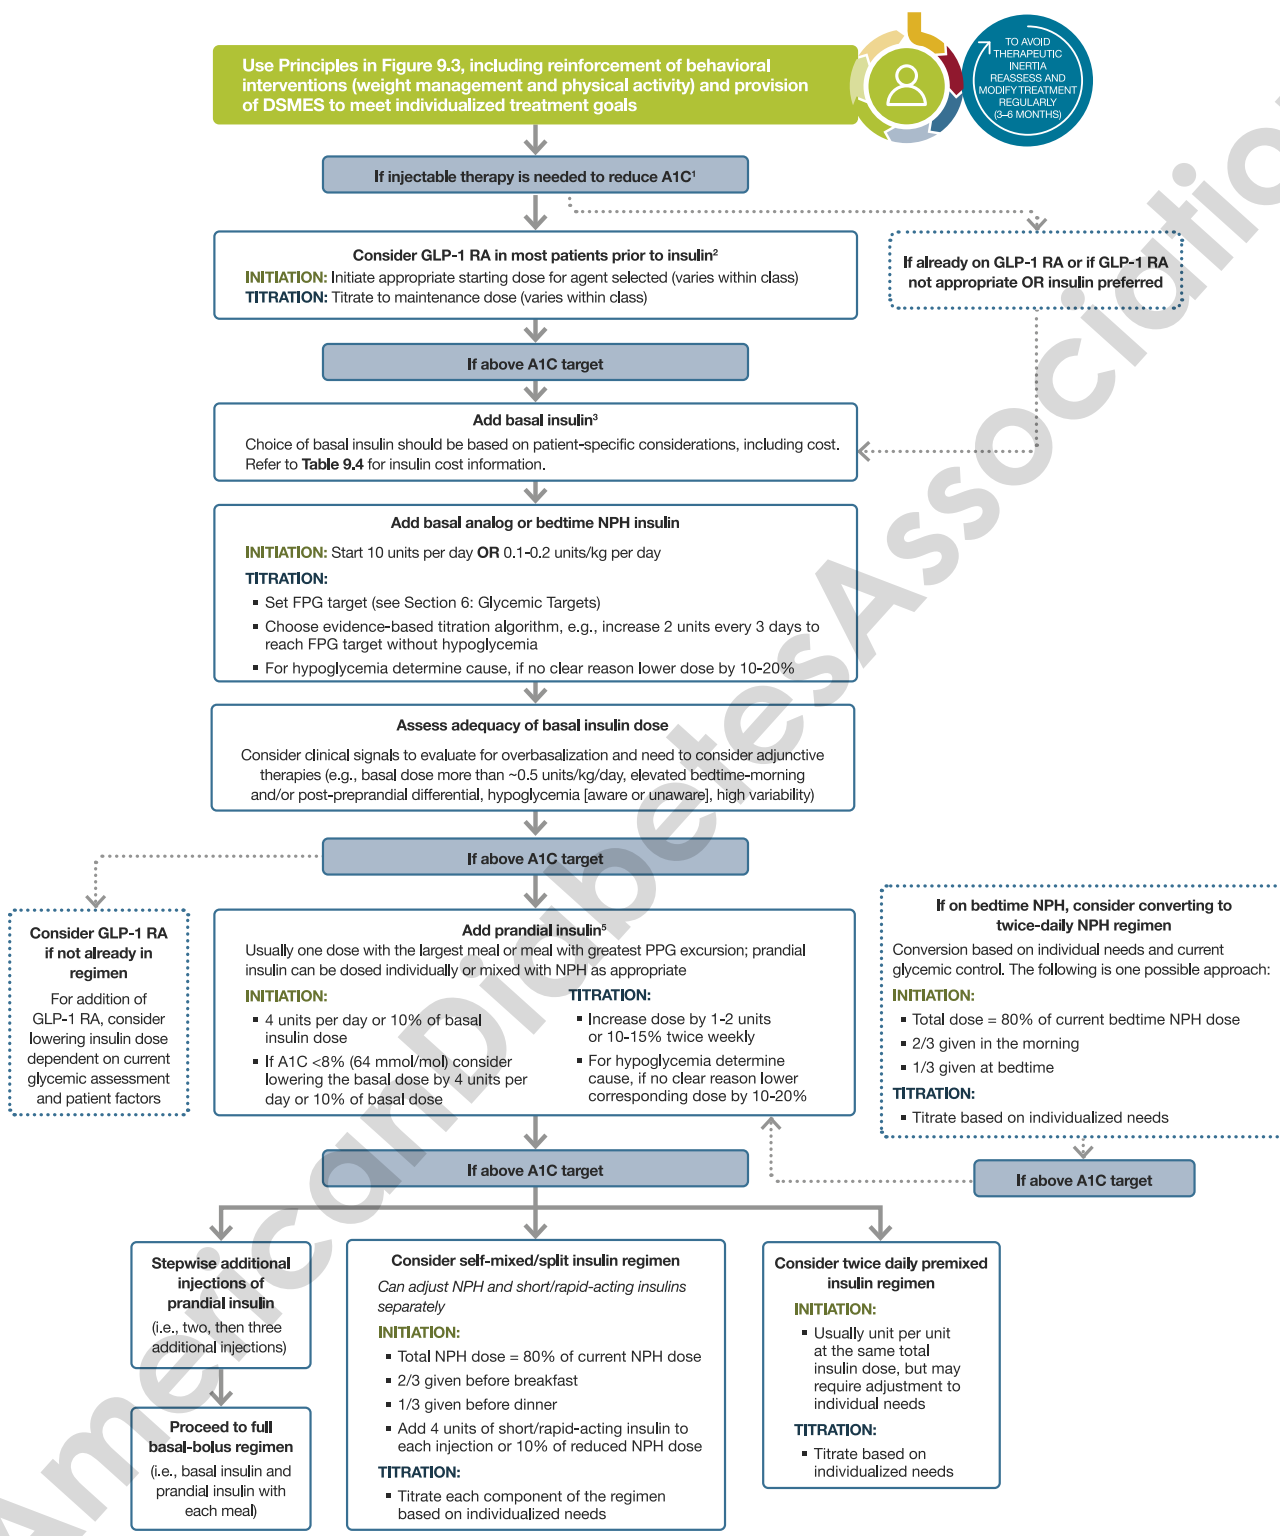 Use Principles in Figure 9.3, including reinforcement of behavioral
interventions (weight management and physical activity) and provision
of DSMES to meet individualized treatment goals
TO AVOID
THERAPEUTIC
INERTIA
REASSESS AND
MODIFY TREATMENT
REGULARLY
(3–6 MONTHS)
If injectable therapy is needed to reduce A1C¹
Consider GLP-1 RA in most patients prior to insulin²
INITIATION: Initiate appropriate starting dose for agent selected (varies within class)
TITRATION: Titrate to maintenance dose (varies within class)
If already on GLP-1 RA or if GLP-1 RA
not appropriate OR insulin preferred
If above A1C target
Add basal insulin³
Choice of basal insulin should be based on patient-specific considerations, including cost.
Refer to Table 9.4 for insulin cost information.
Add basal analog or bedtime NPH insulin
INITIATION: Start 10 units per day OR 0.1-0.2 units/kg per day
TITRATION:
▪ Set FPG target (see Section 6: Glycemic Targets)
▪ Choose evidence-based titration algorithm, e.g., increase 2 units every 3 days to
reach FPG target without hypoglycemia
▪ For hypoglycemia determine cause, if no clear reason lower dose by 10-20%
Assess adequacy of basal insulin dose
Consider clinical signals to evaluate for overbasalization and need to consider adjunctive
therapies (e.g., basal dose more than ~0.5 units/kg/day, elevated bedtime-morning
and/or post-preprandial differential, hypoglycemia [aware or unaware], high variability)
If above A1C target
Consider GLP-1 RA
if not already in
regimen
For addition of
GLP-1 RA, consider
lowering insulin dose
dependent on current
glycemic assessment
and patient factors
Add prandial insulin⁵
Usually one dose with the largest meal or meal with greatest PPG excursion; prandial
insulin can be dosed individually or mixed with NPH as appropriate
INITIATION:
▪ 4 units per day or 10% of basal
insulin dose
▪ If A1C <8% (64 mmol/mol) consider
lowering the basal dose by 4 units per
day or 10% of basal dose
TITRATION:
▪ Increase dose by 1-2 units
or 10-15% twice weekly
▪ For hypoglycemia determine
cause, if no clear reason lower
corresponding dose by 10-20%
If on bedtime NPH, consider converting to
twice-daily NPH regimen
Conversion based on individual needs and current
glycemic control. The following is one possible approach:
INITIATION:
▪ Total dose = 80% of current bedtime NPH dose
▪ 2/3 given in the morning
▪ 1/3 given at bedtime
TITRATION:
▪ Titrate based on individualized needs
If above A1C target
If above A1C target
Stepwise additional
injections of
prandial insulin
(i.e., two, then three
additional injections)
Proceed to full
basal-bolus regimen
(i.e., basal insulin and
prandial insulin with
each meal)
Consider self-mixed/split insulin regimen
Can adjust NPH and short/rapid-acting insulins
separately
INITIATION:
▪ Total NPH dose = 80% of current NPH dose
▪ 2/3 given before breakfast
▪ 1/3 given before dinner
▪ Add 4 units of short/rapid-acting insulin to
each injection or 10% of reduced NPH dose
TITRATION:
▪ Titrate each component of the regimen
based on individualized needs
Consider twice daily premixed
insulin regimen
INITIATION:
▪ Usually unit per unit
at the same total
insulin dose, but may
require adjustment to
individual needs
TITRATION:
▪ Titrate based on
individualized needs
AmericanDiabetesAssociation